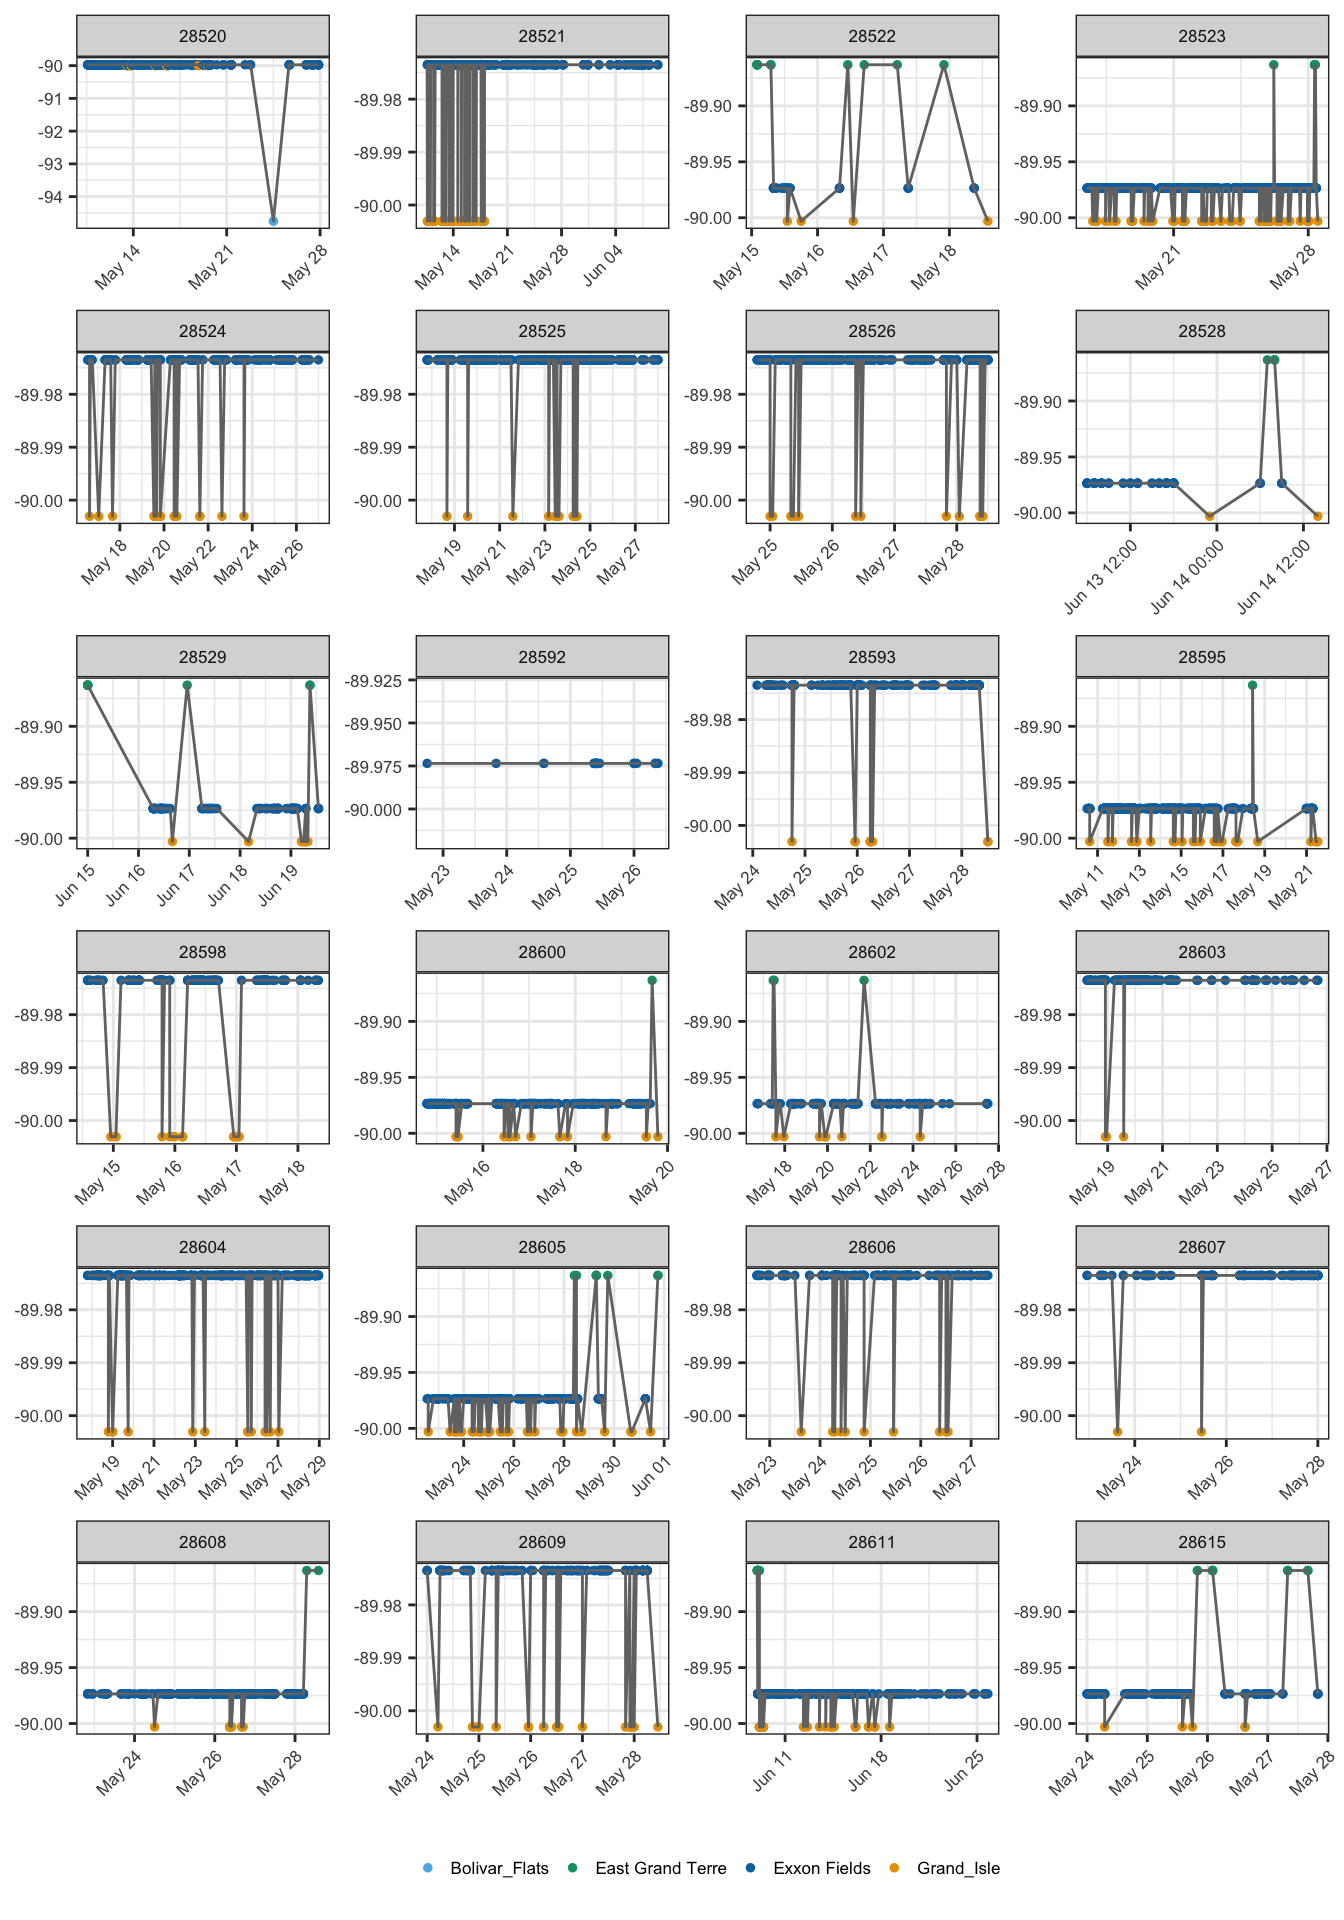 28520 28521 28522 28523
-90 -91 -92 -93 -94
May 14 May 21 May 28
-89.98 -89.99 -90.00
May 14 May 21 May 28 Jun 04
-89.90 -89.95 -90.00
May 15 May 16 May 17 May 18
-89.90 -89.95 -90.00
May 21 May 28
28524 28525 28526 28528
-89.98 -89.99 -90.00
May 18 May 20 May 22 May 24 May 26
-89.98 -89.99 -90.00
May 19 May 21 May 23 May 25 May 27
-89.98 -89.99 -90.00
May 25 May 26 May 27 May 28
-89.90 -89.95 -90.00
Jun 13 12:00 Jun 14 00:00 Jun 14 12:00
28529 28592 28593 28595
-89.90 -89.95 -90.00
Jun 15 Jun 16 Jun 17 Jun 18 Jun 19
-89.925 -89.950 -89.975 -90.000
May 23 May 24 May 25 May 26
-89.98 -89.99 -90.00
May 24 May 25 May 26 May 27 May 28
-89.90 -89.95 -90.00
May 11 May 13 May 15 May 17 May 19 May 21
28598 28600 28602 28603
-89.98 -89.99 -90.00
May 15 May 16 May 17 May 18
-89.90 -89.95 -90.00
May 16 May 18 May 20
-89.90 -89.95 -90.00
May 18 May 20 May 22 May 24 May 26 May 28
-89.98 -89.99 -90.00
May 19 May 21 May 23 May 25 May 27
28604 28605 28606 28607
-89.98 -89.99 -90.00
May 19 May 21 May 23 May 25 May 27 May 29
-89.90 -89.95 -90.00
May 24 May 26 May 28 May 30 Jun 01
-89.98 -89.99 -90.00
May 23 May 24 May 25 May 26 May 27
-89.98 -89.99 -90.00
May 24 May 26 May 28
28608 28609 28611 28615
-89.90 -89.95 -90.00
May 24 May 26 May 28
-89.98 -89.99 -90.00
May 24 May 25 May 26 May 27 May 28
-89.90 -89.95 -90.00
Jun 11 Jun 18 Jun 25
-89.90 -89.95 -90.00
May 24 May 25 May 26 May 27 May 28
Bolivar_Flats East Grand Terre Exxon Fields Grand_Isle